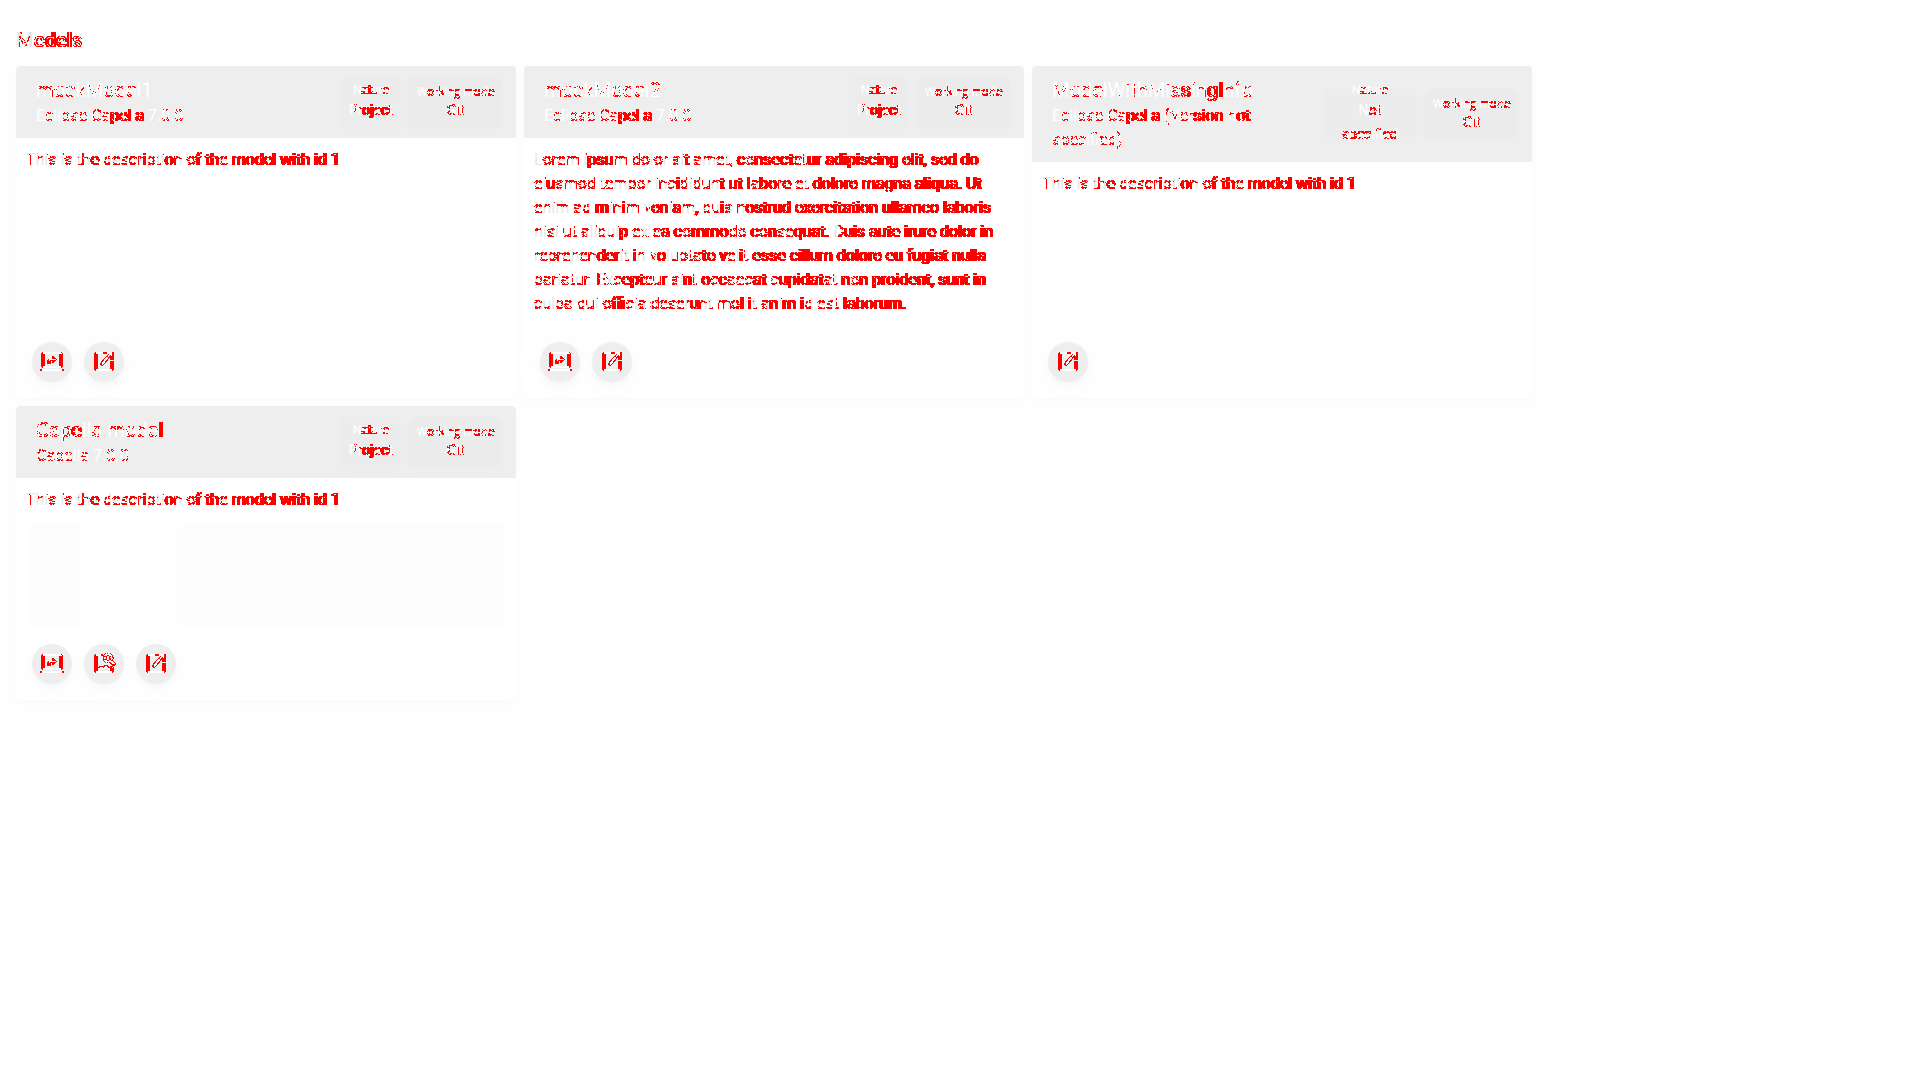 Models
mockModel1
Eclipse Capella 7.0.0
Nature
Project
Working mode
Git
This is the description of the model with id 1
mockModel2
Eclipse Capella 7.0.0
Nature
Project
Working mode
Git
Lorem ipsum dolor sit amet, consectetur adipiscing elit, sed do
eiusmod tempor incididunt ut labore et dolore magna aliqua. Ut
enim ad minim veniam, quis nostrud exercitation ullamco laboris
nisi ut aliquip ex ea commodo consequat. Duis aute irure dolor in
reprehenderit in voluptate velit esse cillum dolore eu fugiat nulla
pariatur. Excepteur sint occaecat cupidatat non proident, sunt in
culpa qui officia deserunt mollit anim id est laborum.
ModelWithMissingInfo
Eclipse Capella (Version not
specified)
Nature
Not
specified
Working mode
Git
This is the description of the model with id 1
Capella model
Capella 7.0.0
Nature
Project
Working mode
Git
This is the description of the model with id 1